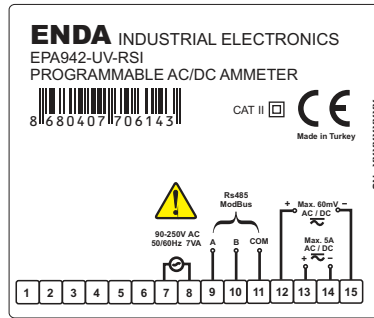 ENDA INDUSTRIAL ELECTRONICS
EPA942-UV-RSI
PROGRAMMABLE AC/DC AMMETER
8 680407 706143
CAT II
CE
Made in Turkey
Rs485
ModBus
90-250V AC
50/60Hz 7VA
A B COM
+ Max. 60mV -
AC / DC
Max. 5A
AC / DC
+ -
1 2 3 4 5 6 7 8 9 10 11 12 13 14 15